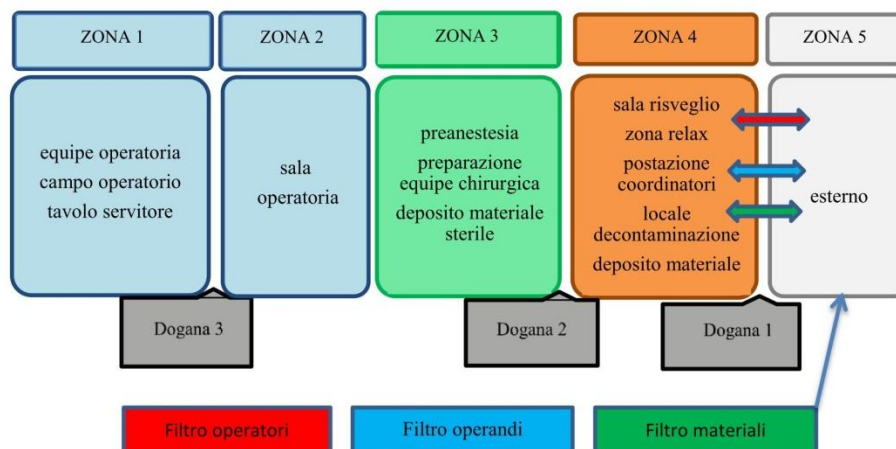 ZONA 1
ZONA 2
ZONA 3
ZONA 4
ZONA 5
equipe operatoria
campo operatorio
tavolo servitore
sala
operatoria
preanestesia
preparazione
equipe chirurgica
deposito materiale
sterile
sala risveglio
zona relax
postazione
coordinatori
locale
decontaminazione
deposito materiale
esterno
Dogana 3
Dogana 2
Dogana 1
Filtro operatori
Filtro operandi
Filtro materiali